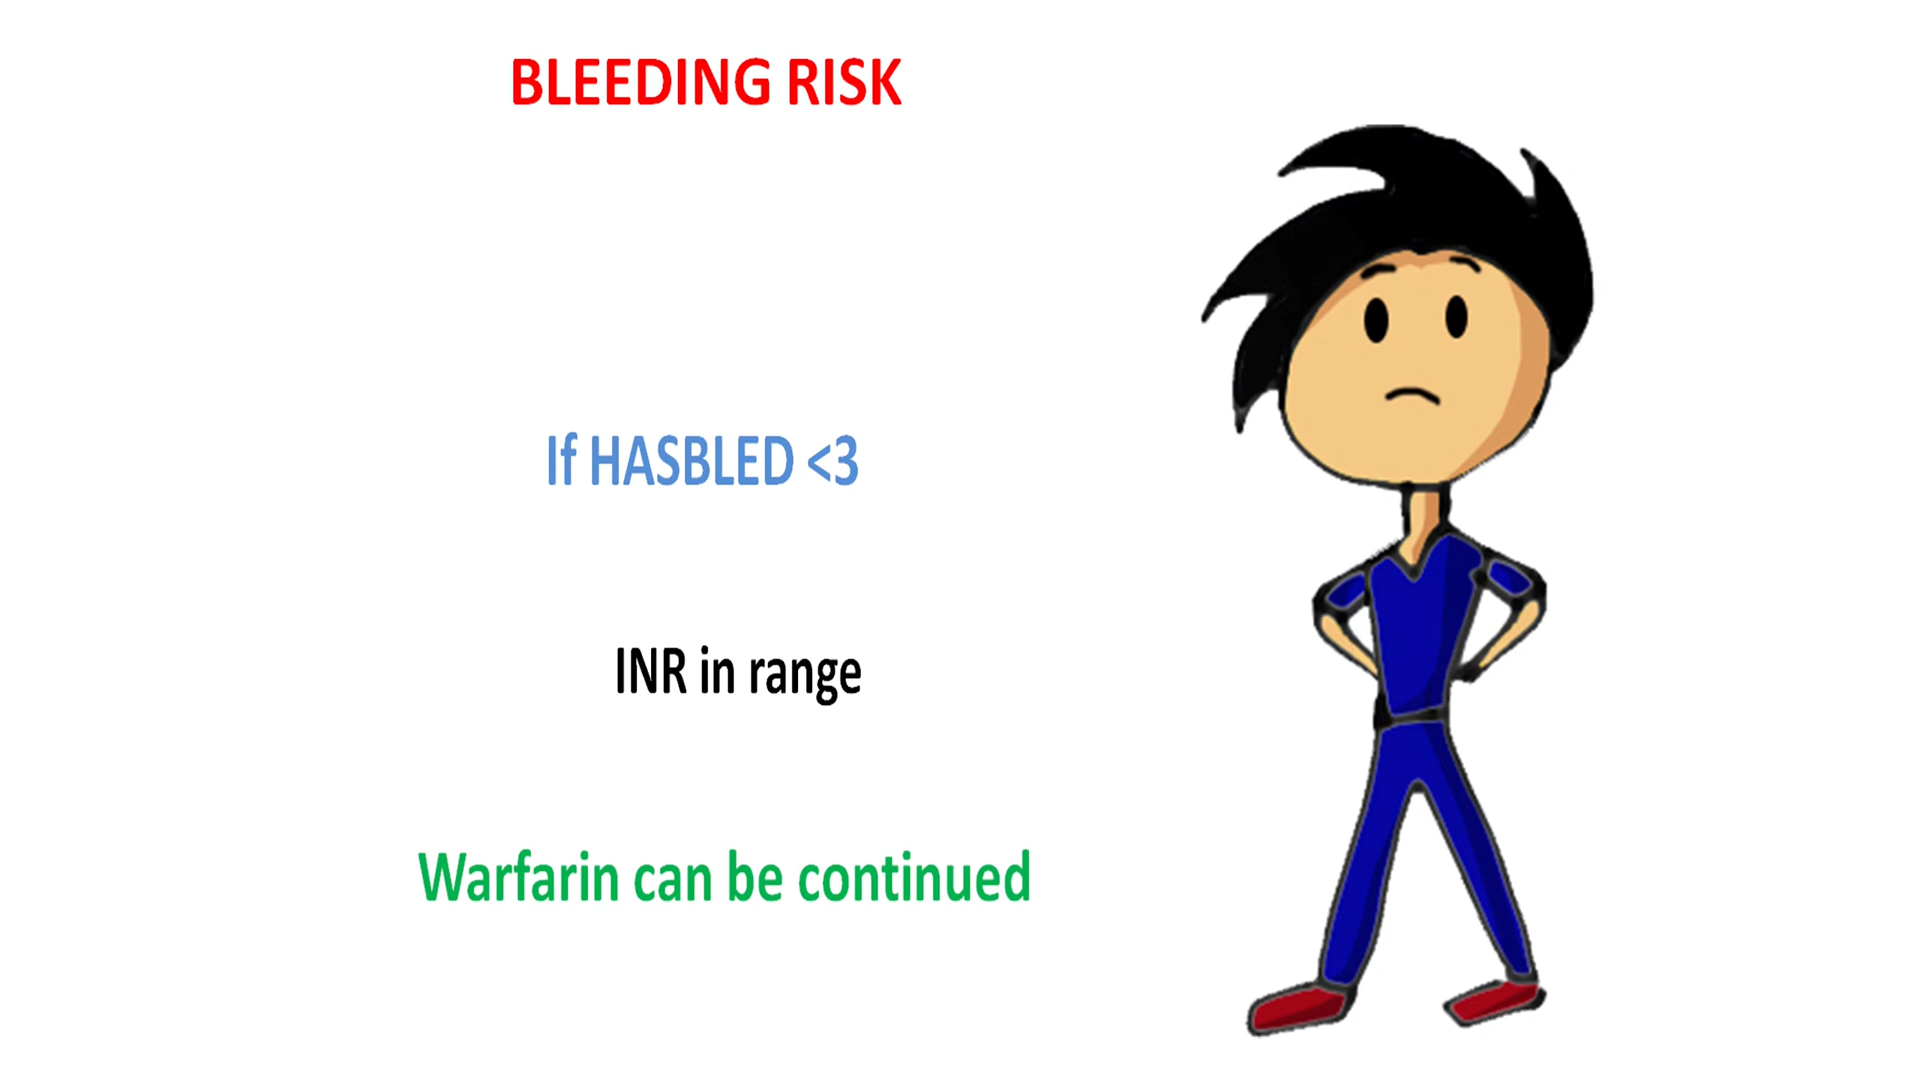 BLEEDING RISK
If HASBLED <3
INR in range
Warfarin can be continued